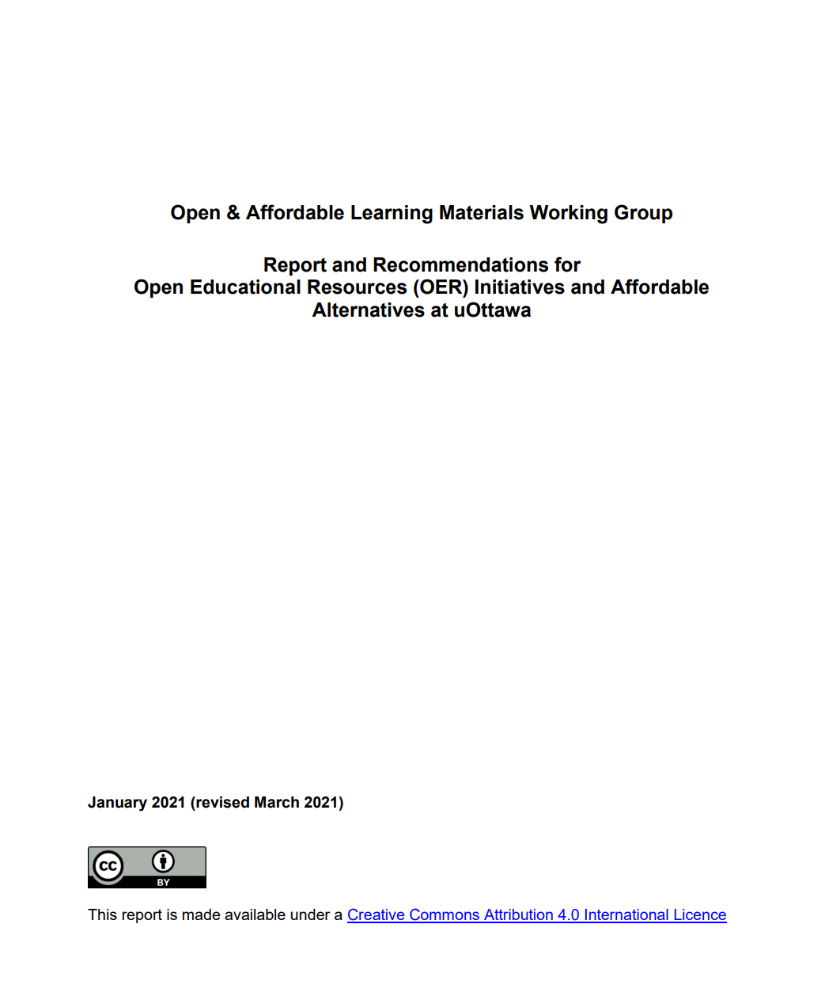 Open & Affordable Learning Materials Working Group
Report and Recommendations for
Open Educational Resources (OER) Initiatives and Affordable
Alternatives at uOttawa
January 2021 (revised March 2021)
cc
BY
This report is made available under a Creative Commons Attribution 4.0 International Licence